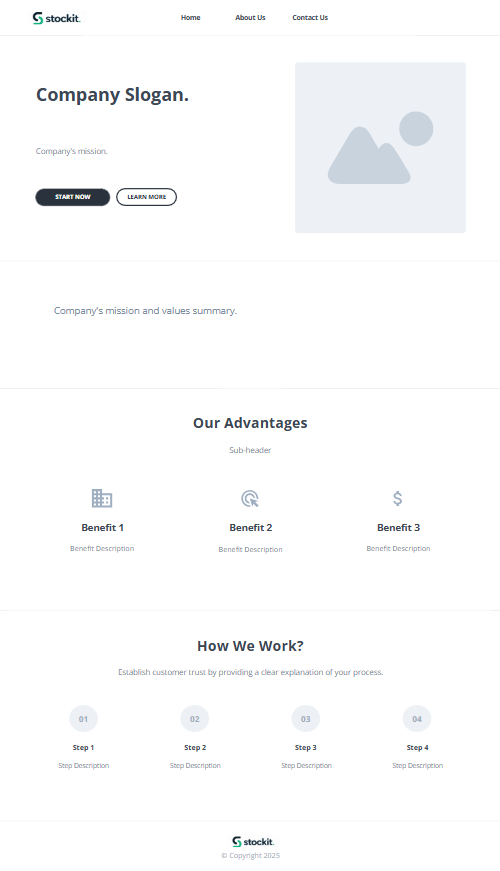 stockit.
Home About Us Contact Us
Company Slogan.
Company's mission.
START NOW LEARN MORE
Company's mission and values summary.
Our Advantages
Sub-header
Benefit 1 Benefit 2 Benefit 3
Benefit Description Benefit Description Benefit Description
How We Work?
Establish customer trust by providing a clear explanation of your process.
01 02 03 04
Step 1 Step 2 Step 3 Step 4
Step Description Step Description Step Description Step Description
stockit.
© Copyright 2025